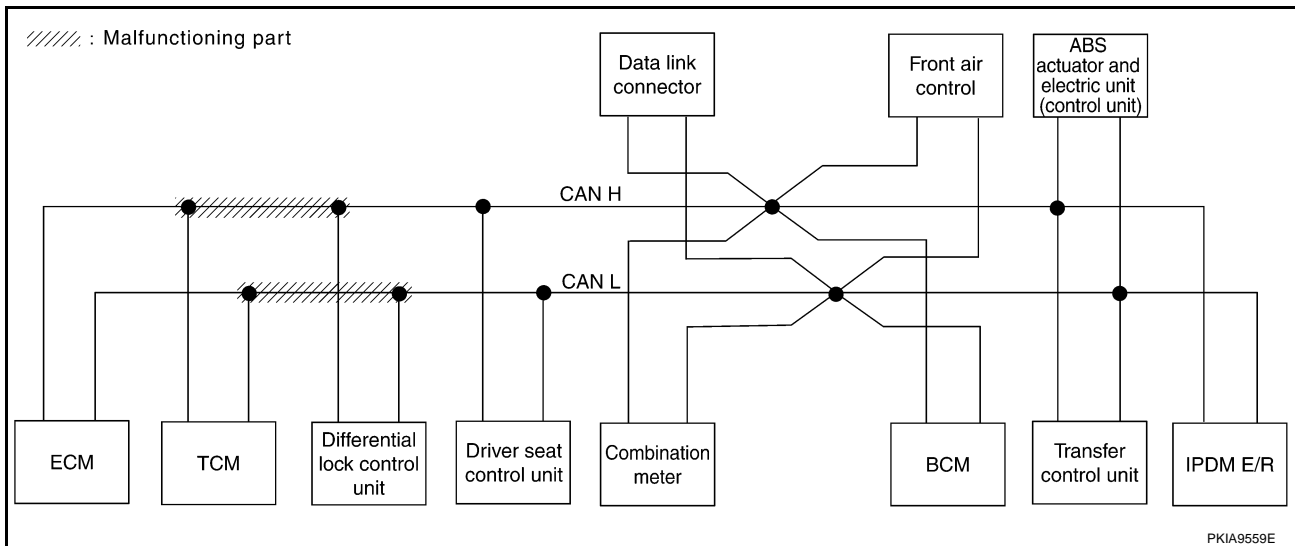 : Malfunctioning part
Data link
connector
Front air
control
ABS
actuator and
electric unit
(control unit)
CAN H
CAN L
ECM
TCM
Differential
lock control
unit
Driver seat
control unit
Combination
meter
BCM
Transfer
control unit
IPDM E/R
PKIA9559E